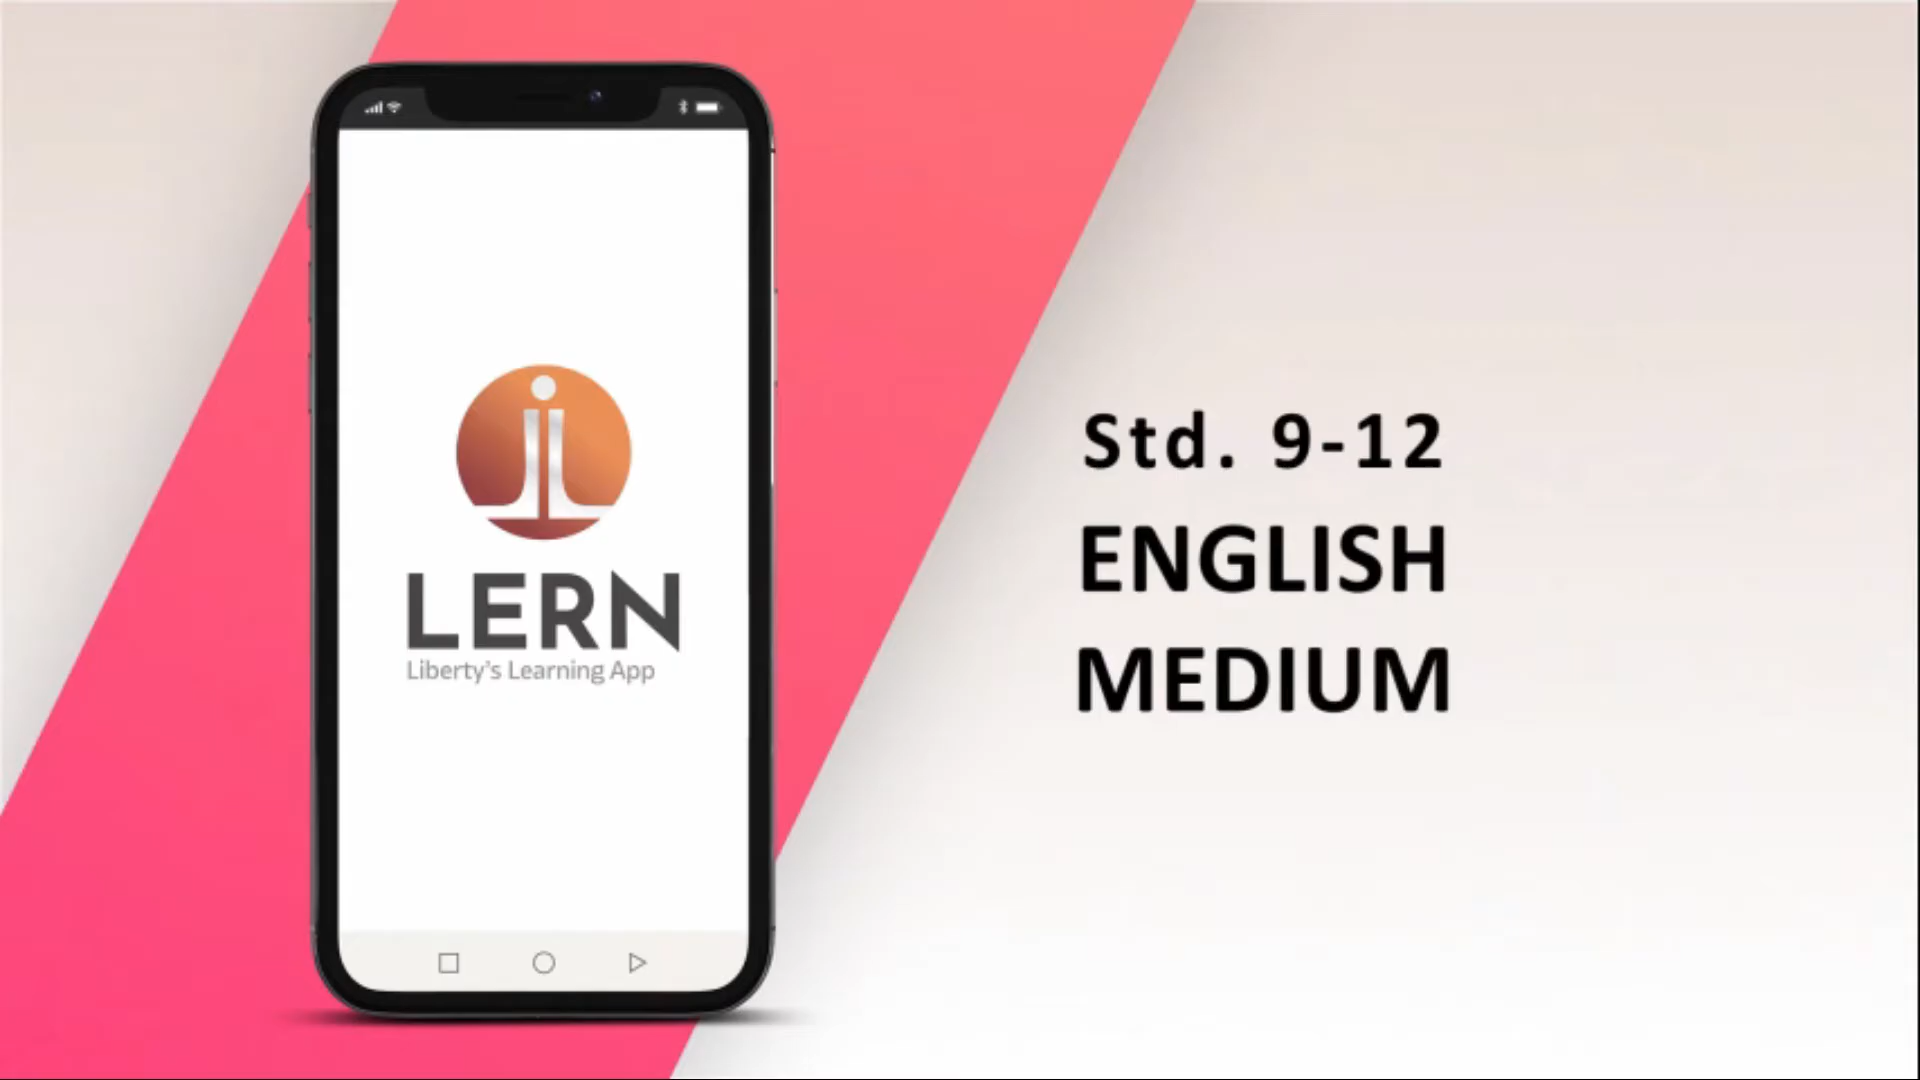 LERN
Liberty's Learning App
Std. 9-12
ENGLISH
MEDIUM